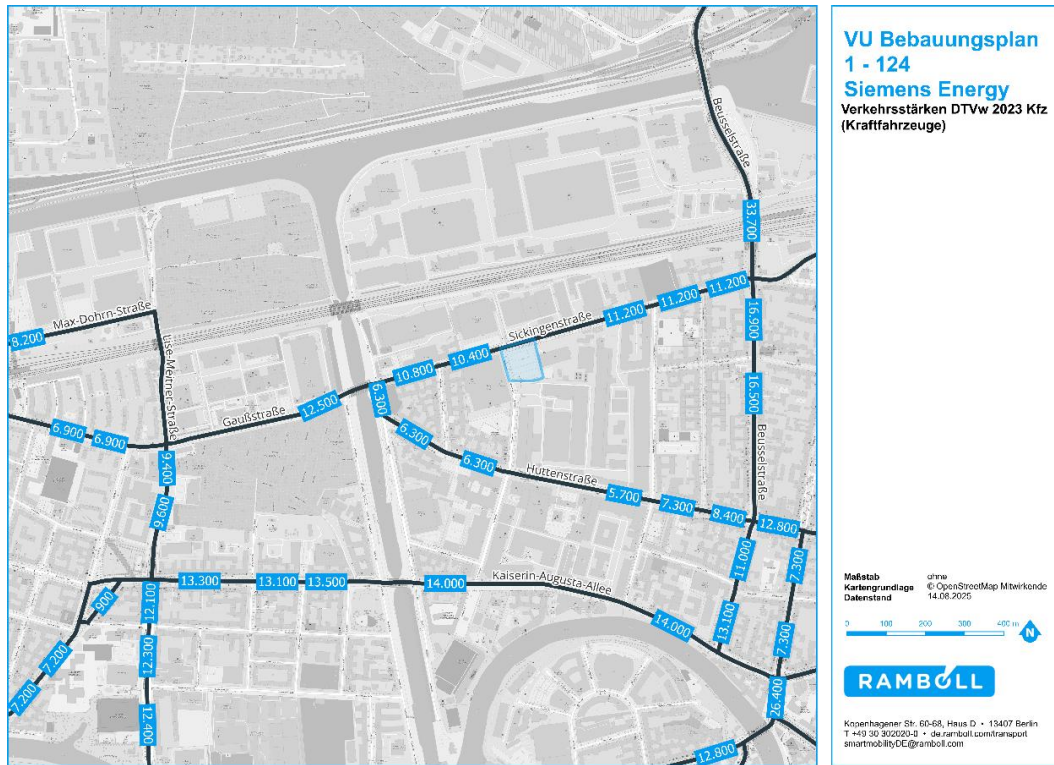 Beusselstraße
33.700
Max-Dohrn-Straße
8.200
11.200
11.200
11.200
Sickingenstraße
16.900
10.400
10.800
use-Meitner-Straße
6.300
12.500
Gaußstraße
16.500
6.900
6.900
6.300
9.400
6.300
Huttenstraße
5.700
7.300
8.400
12.800
Beusselstraße
9.600
11.000
7.300
13.300
13.100
13.500
14.000
Kaiserin-Augusta-Allee
900
12.100
14.000
13.100
7.300
7.200
7.200
12.300
12.400
26.400
12.800
VU Bebauungsplan
1 - 124
Siemens Energy
Verkehrsstärken DTVw 2023 Kfz
(Kraftfahrzeuge)
Maßstab ohne
Kartengrundlage © OpenStreetMap Mitwirkende
Datenstand 14.08.2025
0 100 200 300 400 m
N
RAMBOLL
Kopenhagener Str. 60-68, Haus D • 13407 Berlin
T +49 30 302020-0 • de.ramboll.com/transport
smartmobilityDE@ramboll.com